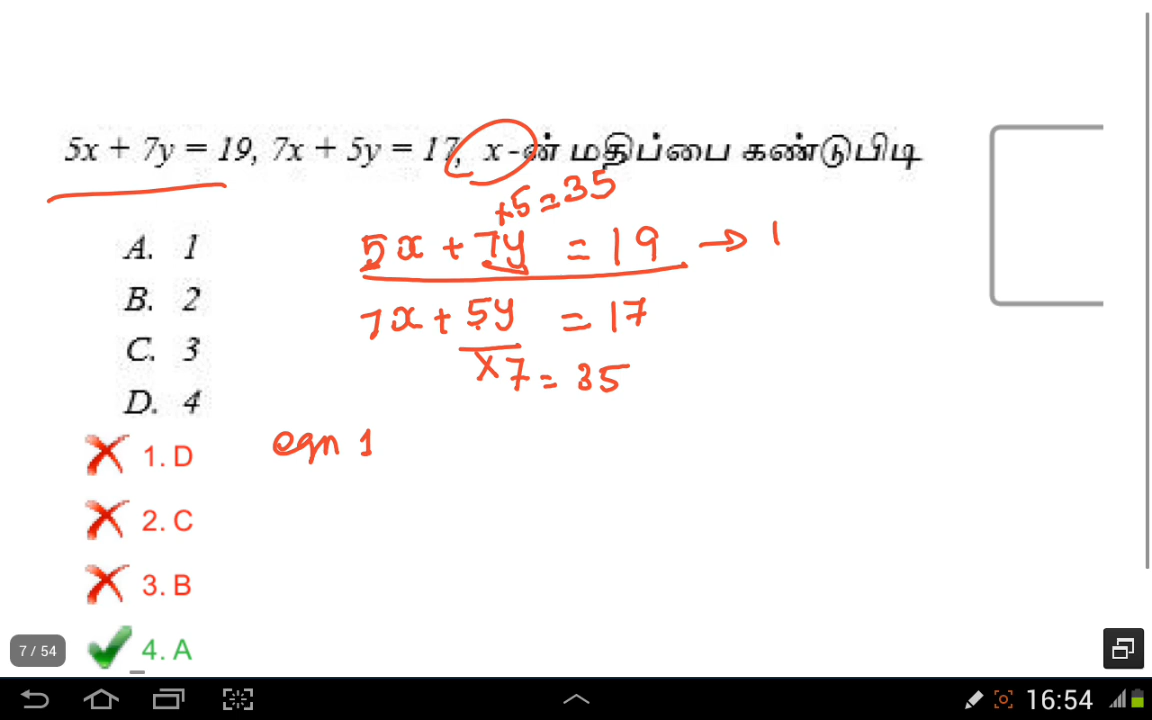 5x + 7y = 19, 7x + 5y = 17, x-ன் மதிப்பை கண்டுபிடி
+5=35
A. 1
5x + 7y = 19 → 1
B. 2
7x + 5y = 17
C. 3
x7=35
D. 4
1. D
eqn 1
2. C
3. B
4. A
7 / 54
16:54